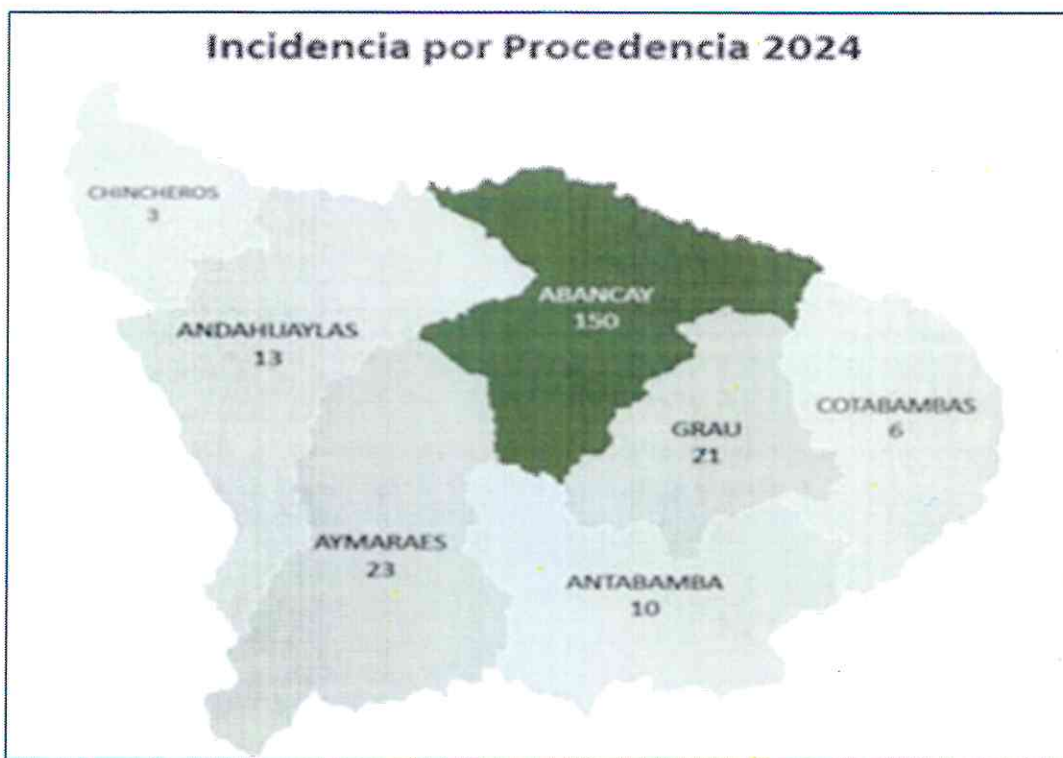 Incidencia por Procedencia 2024
CHINCHEROS
3
ABANCAY
150
ANDAHUAYLAS
13
COTABAMBAS
6
GRAU
21
AYMARAES
23
ANTABAMBA
10